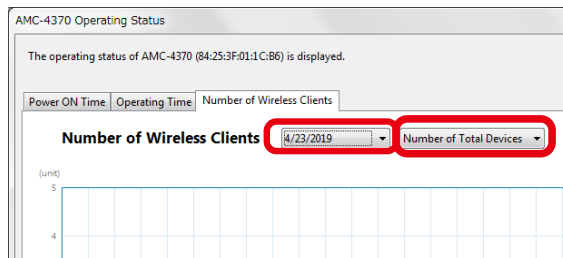 AMC-4370 Operating Status
The operating status of AMC-4370 (84:25:3F:01:1C:B6) is displayed.
Power ON Time Operating Time Number of Wireless Clients
Number of Wireless Clients 4/23/2019 Number of Total Devices
(unit)
5
4